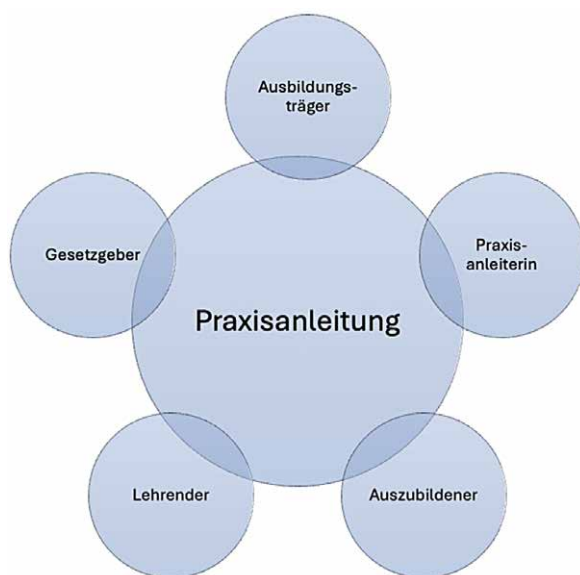 Ausbildungs-
träger
Gesetzgeber
Praxis-
anleiterin
Praxisanleitung
Lehrender
Auszubildener